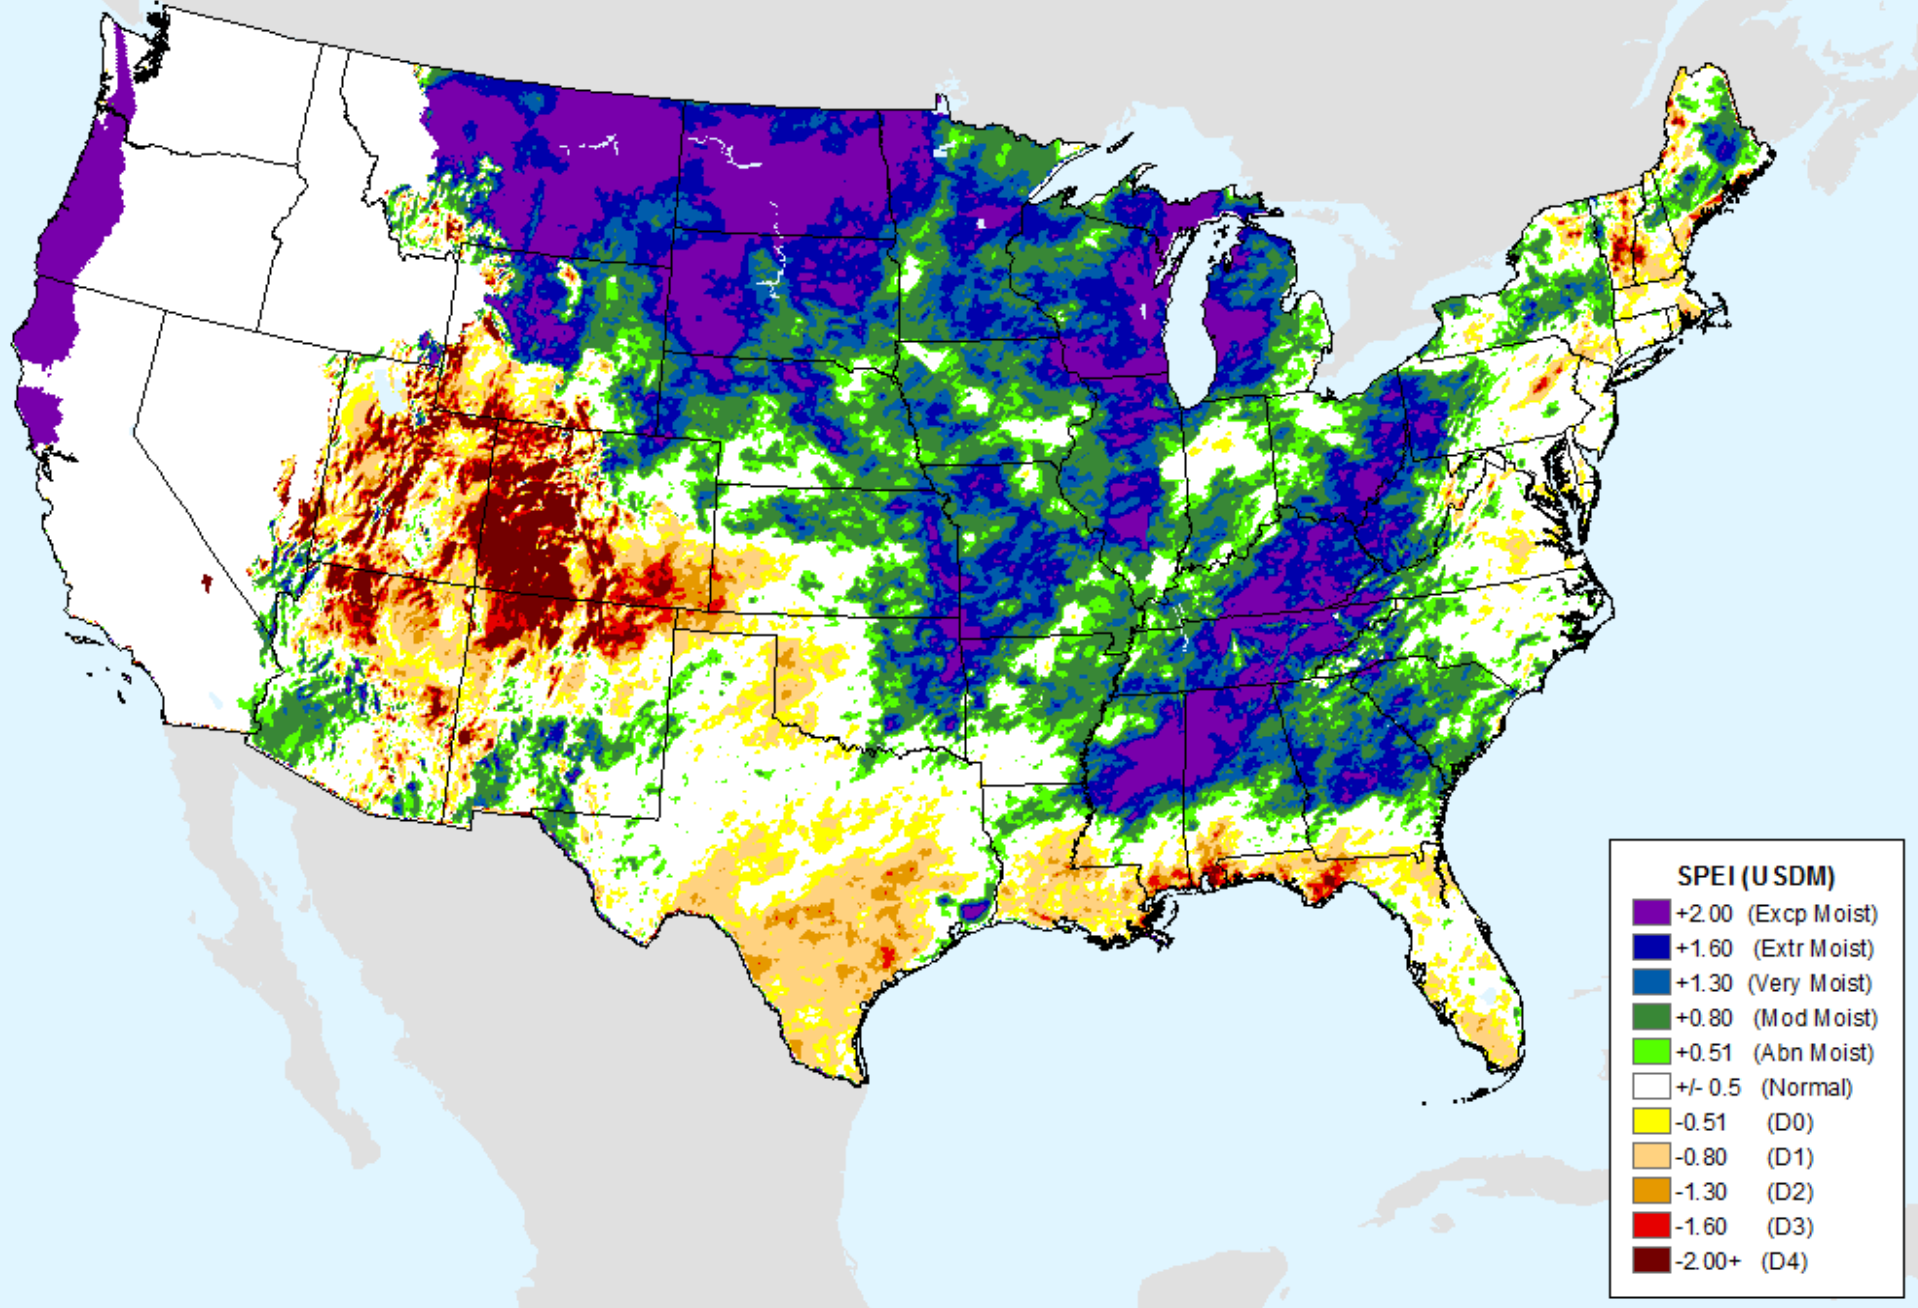 SPEI (USDM)
+2.00 (Excp Moist)
+1.60 (Extr Moist)
+1.30 (Very Moist)
+0.80 (Mod Moist)
+0.51 (Abn Moist)
+/- 0.5 (Normal)
-0.51 (D0)
-0.80 (D1)
-1.30 (D2)
-1.60 (D3)
-2.00+ (D4)